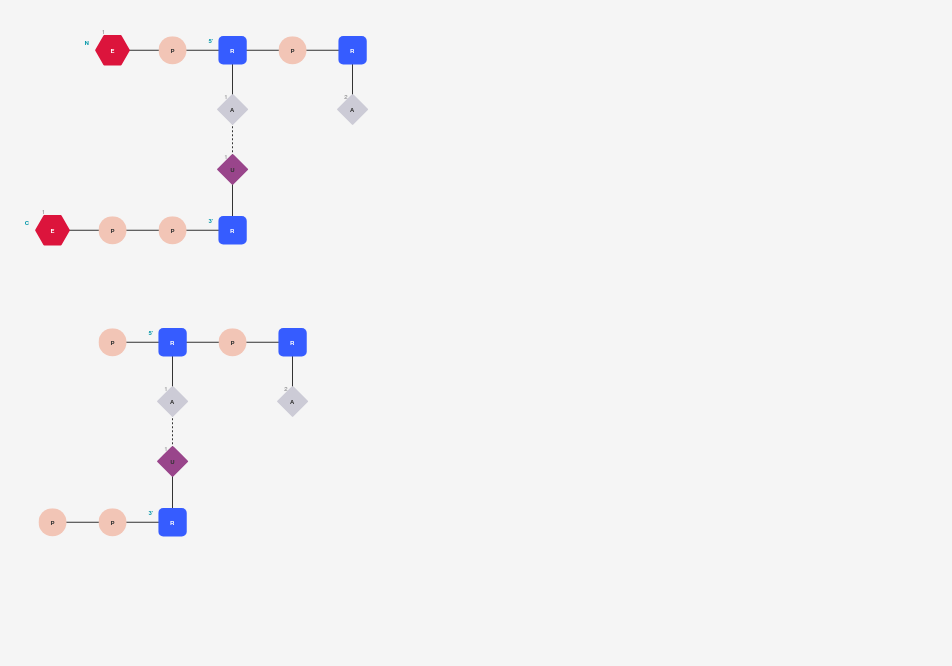 1
N E P 5' R P R
1 A 2 A
1 U
1
C E P P 3' R
P 5' R P R
1 A 2 A
1 U
P P 3' R